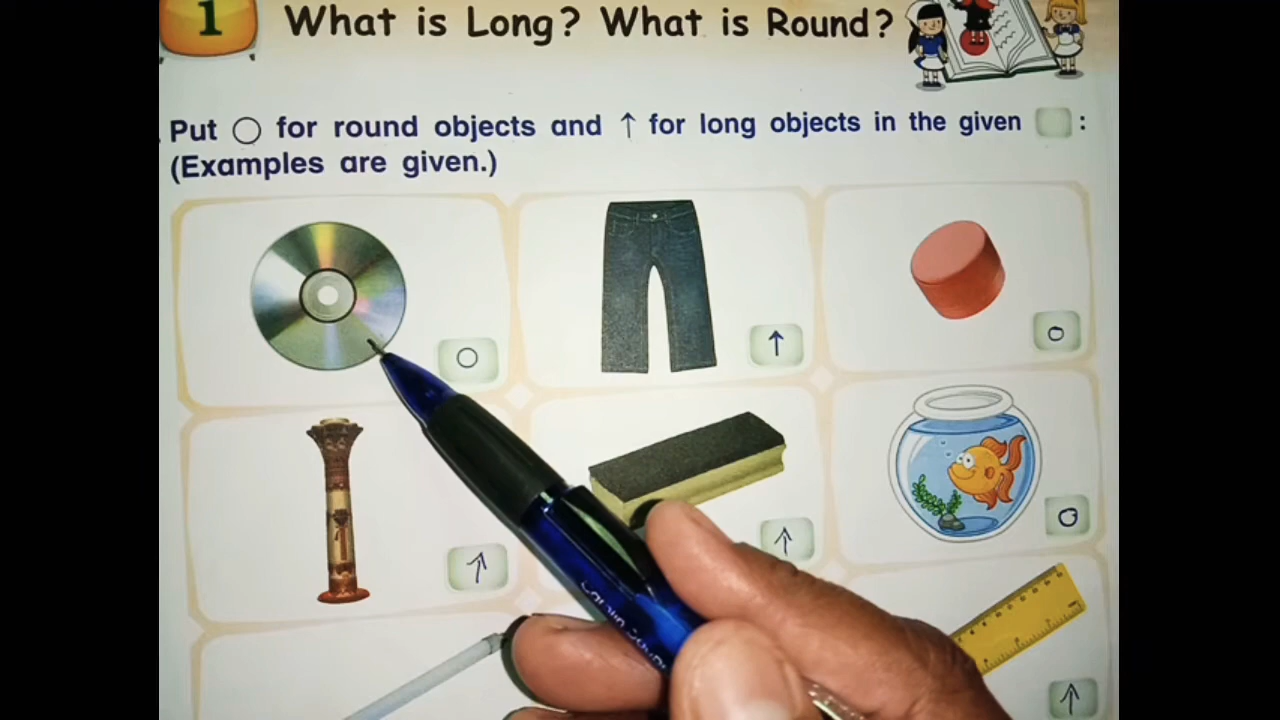 1 What is Long? What is Round?
Put ○ for round objects and ↑ for long objects in the given :
(Examples are given.)